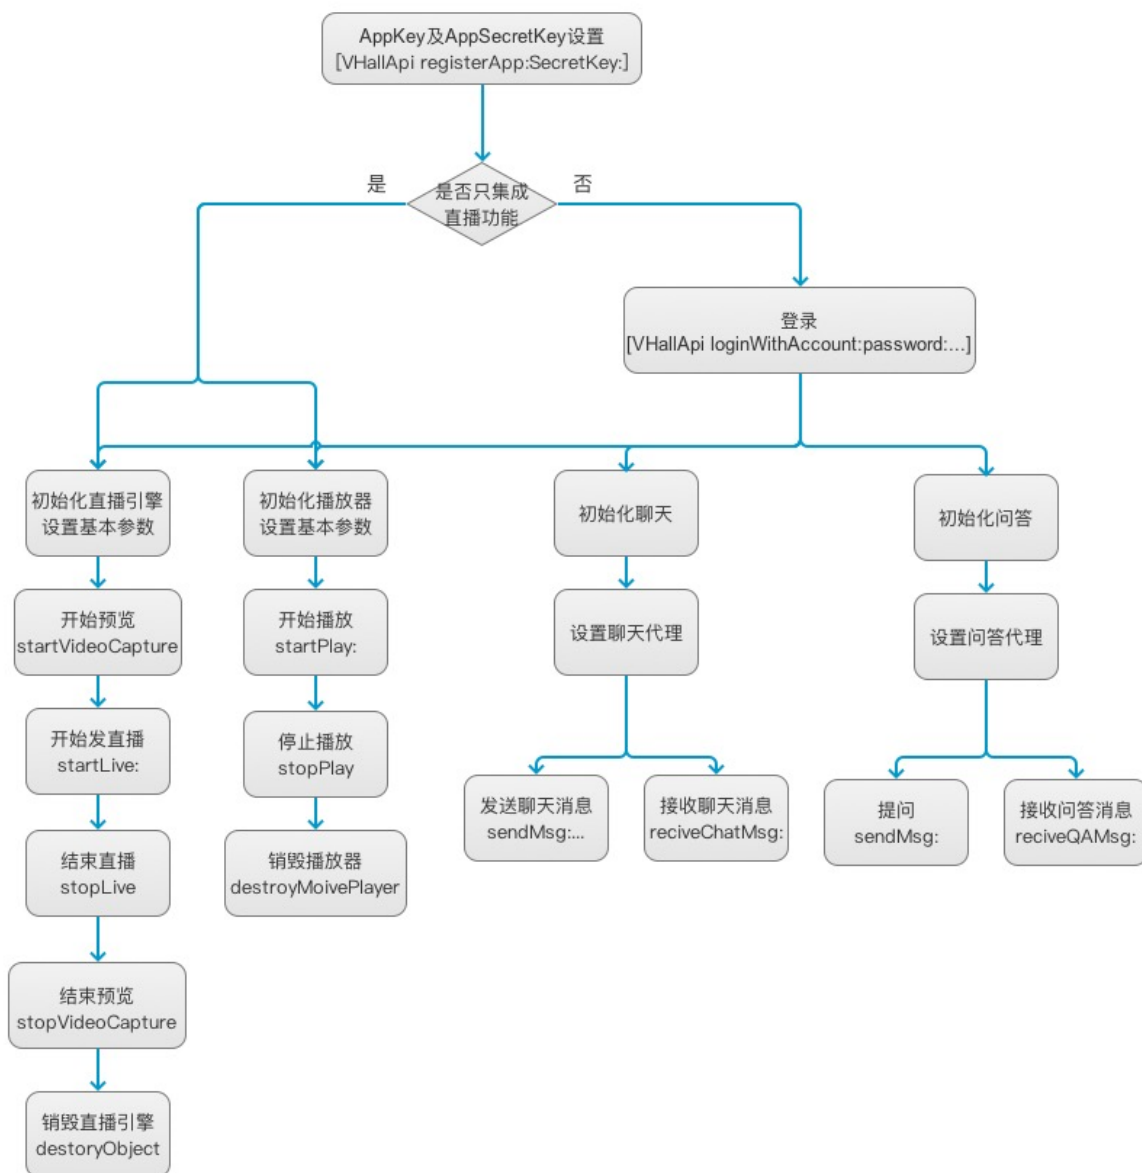 AppKey及AppSecretKey设置
[VHallApi registerApp:SecretKey:]
是
是否只集成
直播功能
否
登录
[VHallApi loginWithAccount:password:...]
初始化直播引擎
设置基本参数
初始化播放器
设置基本参数
初始化聊天
初始化问答
开始预览
startVideoCapture
开始播放
startPlay:
设置聊天代理
设置问答代理
开始发直播
startLive:
停止播放
stopPlay
发送聊天消息
sendMsg:...
接收聊天消息
reciveChatMsg:
提问
sendMsg:
接收问答消息
reciveQAMsg:
结束直播
stopLive
销毁播放器
destroyMoivePlayer
结束预览
stopVideoCapture
销毁直播引擎
destoryObject